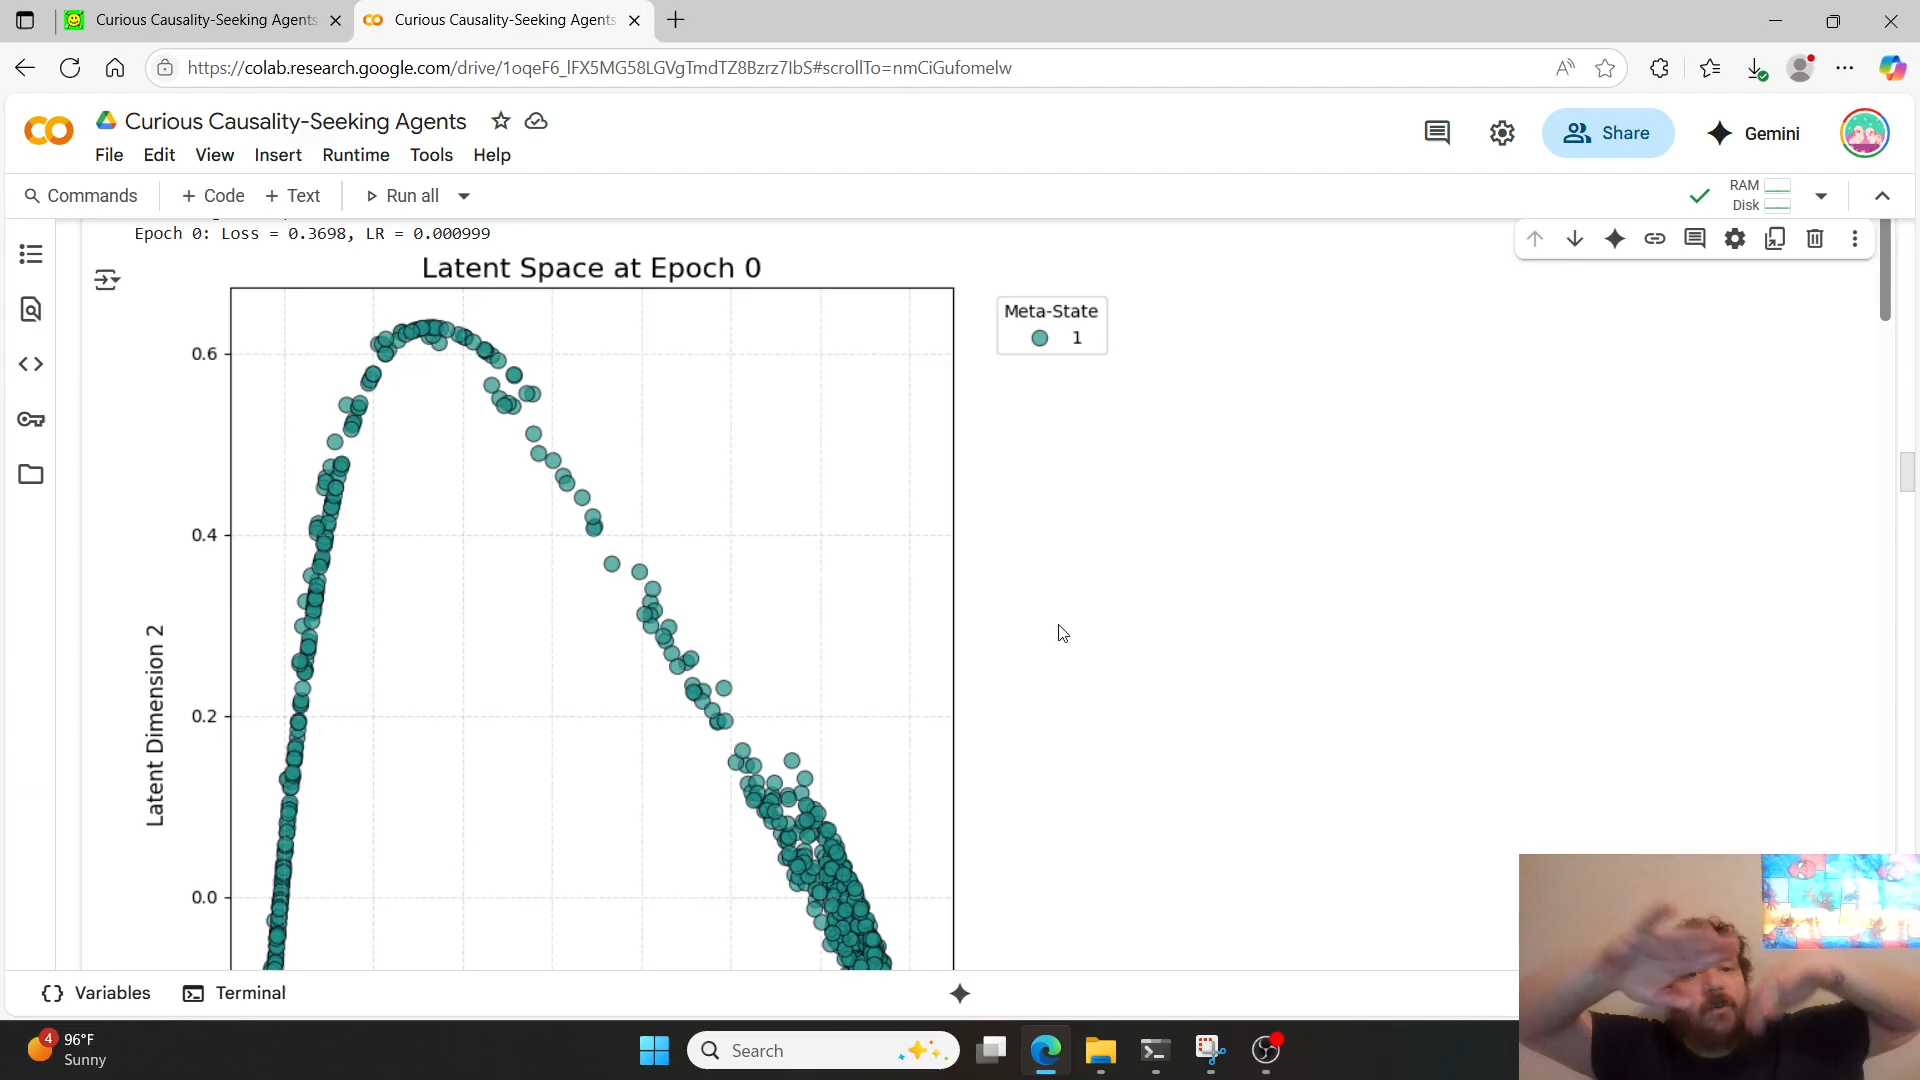 Curious Causality-Seeking Agents
Curious Causality-Seeking Agents
https://colab.research.google.com/drive/1oqeF6_lFX5MG58LGVgTmdTZ8Bzrz7IbS#scrollTo=nmCiGufomelw
Curious Causality-Seeking Agents
File Edit View Insert Runtime Tools Help
Share
Gemini
Commands + Code + Text Run all
RAM
Disk
Epoch 0: Loss = 0.3698, LR = 0.000999
Latent Space at Epoch 0
Meta-State
1
0.6
0.4
0.2
0.0
Latent Dimension 2
{} Variables Terminal
4
96°F
Sunny
Search